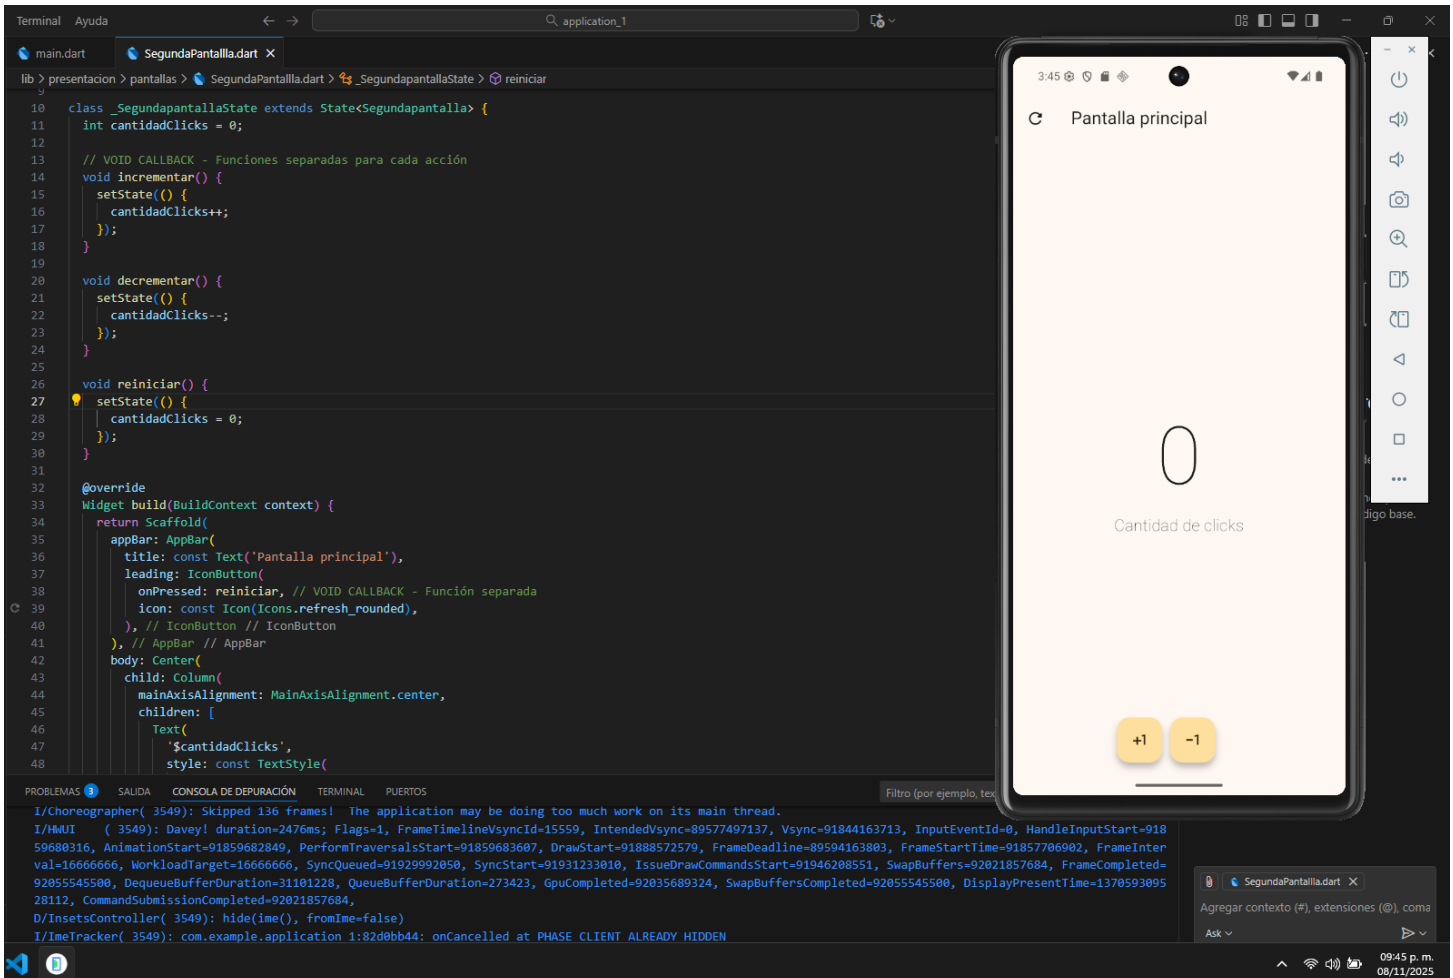 Terminal Ayuda
application_1
main.dart
SegundaPantallla.dart
lib > presentacion > pantallas > SegundaPantallla.dart > _SegundapantallaState > reiniciar
9
10 class _SegundapantallaState extends State<Segundapantalla> {
11 int cantidadClicks = 0;
12
13 // VOID CALLBACK - Funciones separadas para cada acción
14 void incrementar() {
15 setState(() {
16 cantidadClicks++;
17 });
18 }
19
20 void decrementar() {
21 setState(() {
22 cantidadClicks--;
23 });
24 }
25
26 void reiniciar() {
27 setState(() {
28 cantidadClicks = 0;
29 });
30 }
31
32 @override
33 Widget build(BuildContext context) {
34 return Scaffold(
35 appBar: AppBar(
36 title: const Text('Pantalla principal'),
37 leading: IconButton(
38 onPressed: reiniciar, // VOID CALLBACK - Función separada
39 icon: const Icon(Icons.refresh_rounded),
40 ), // IconButton // IconButton
41 ), // AppBar // AppBar
42 body: Center(
43 child: Column(
44 mainAxisAlignment: MainAxisAlignment.center,
45 children: [
46 Text(
47 '$cantidadClicks',
48 style: const TextStyle(
3:45
Pantalla principal
0
Cantidad de clicks
+1
-1
digo base.
PROBLEMAS 3 SALIDA CONSOLA DE DEPURACIÓN TERMINAL PUERTOS
Filtro (por ejemplo, tex
I/Choreographer( 3549): Skipped 136 frames! The application may be doing too much work on its main thread.
I/HWUI ( 3549): Davey! duration=2476ms; Flags=1, FrameTimelineVsyncId=15559, IntendedVsync=89577497137, Vsync=91844163713, InputEventId=0, HandleInputStart=918
59680316, AnimationStart=91859682849, PerformTraversalsStart=91859683607, DrawStart=91888572579, FrameDeadline=89594163803, FrameStartTime=91857706902, FrameInter
val=16666666, WorkloadTarget=16666666, SyncQueued=91929992050, SyncStart=91931233010, IssueDrawCommandsStart=91946208551, SwapBuffers=92021857684, FrameCompleted=
92055545500, DequeueBufferDuration=31101228, QueueBufferDuration=273423, GpuCompleted=92035689324, SwapBuffersCompleted=92055545500, DisplayPresentTime=1370593095
28112, CommandSubmissionCompleted=92021857684,
D/InsetsController( 3549): hide(ime(), fromIme=false)
I/ImeTracker( 3549): com.example.application_1:82d0bb44: onCancelled at PHASE_CLIENT_ALREADY_HIDDEN
SegundaPantallla.dart
Agregar contexto (#), extensiones (@), coma
Ask
09:45 p. m.
08/11/2025